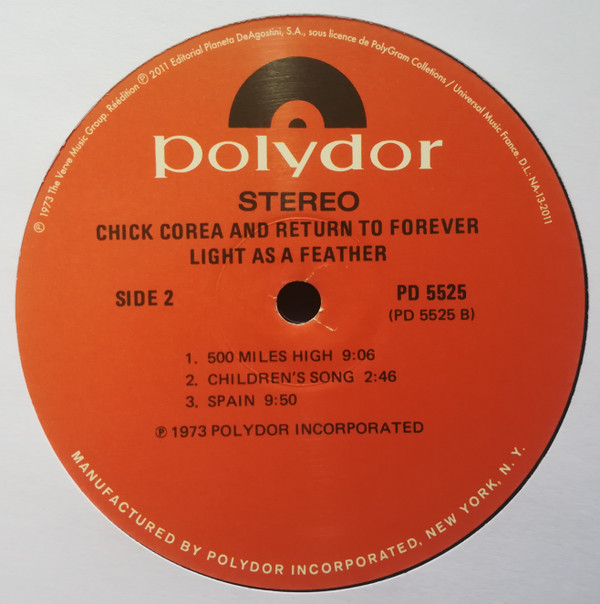 ℗ 1973 The Verve Music Group. Réédition ℗ 2011 Editorial Planeta DeAgostini, S.A., sous licence de PolyGram Colletions / Universal Music France. D.L: NA-13-2011
polydor
STEREO
CHICK COREA AND RETURN TO FOREVER
LIGHT AS A FEATHER
SIDE 2
PD 5525
(PD 5525 B)
1. 500 MILES HIGH 9:06
2. CHILDREN'S SONG 2:46
3. SPAIN 9:50
℗ 1973 POLYDOR INCORPORATED
MANUFACTURED BY POLYDOR INCORPORATED, NEW YORK, N. Y.